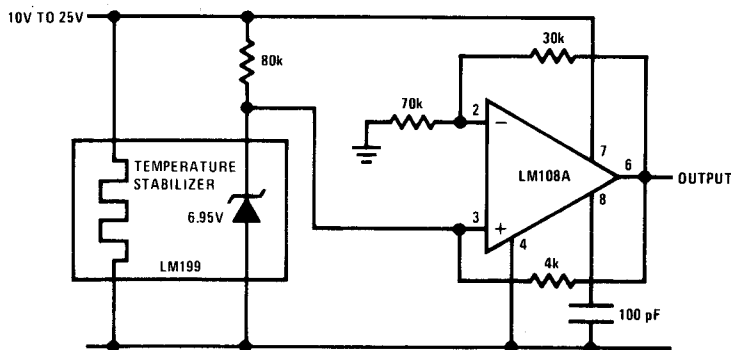 10V TO 25V
80k
30k
70k
2
−
7
TEMPERATURE
STABILIZER
LM108A
6
OUTPUT
6.95V
8
3
+
4
LM199
4k
100 pF